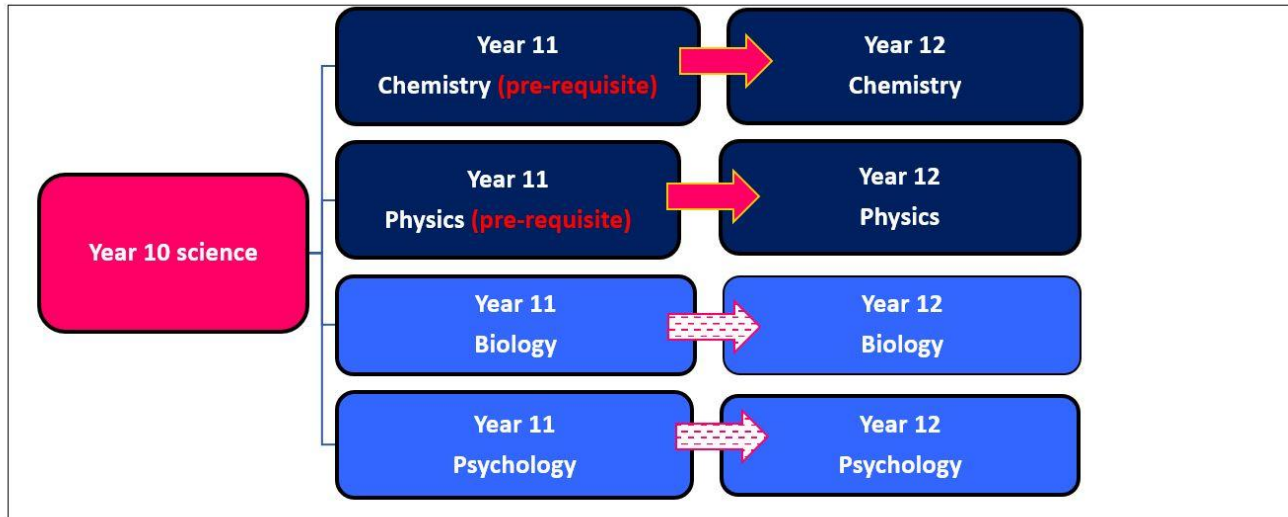 Year 11
Chemistry (pre-requisite)
Year 12
Chemistry
Year 11
Physics (pre-requisite)
Year 12
Physics
Year 10 science
Year 11
Biology
Year 12
Biology
Year 11
Psychology
Year 12
Psychology